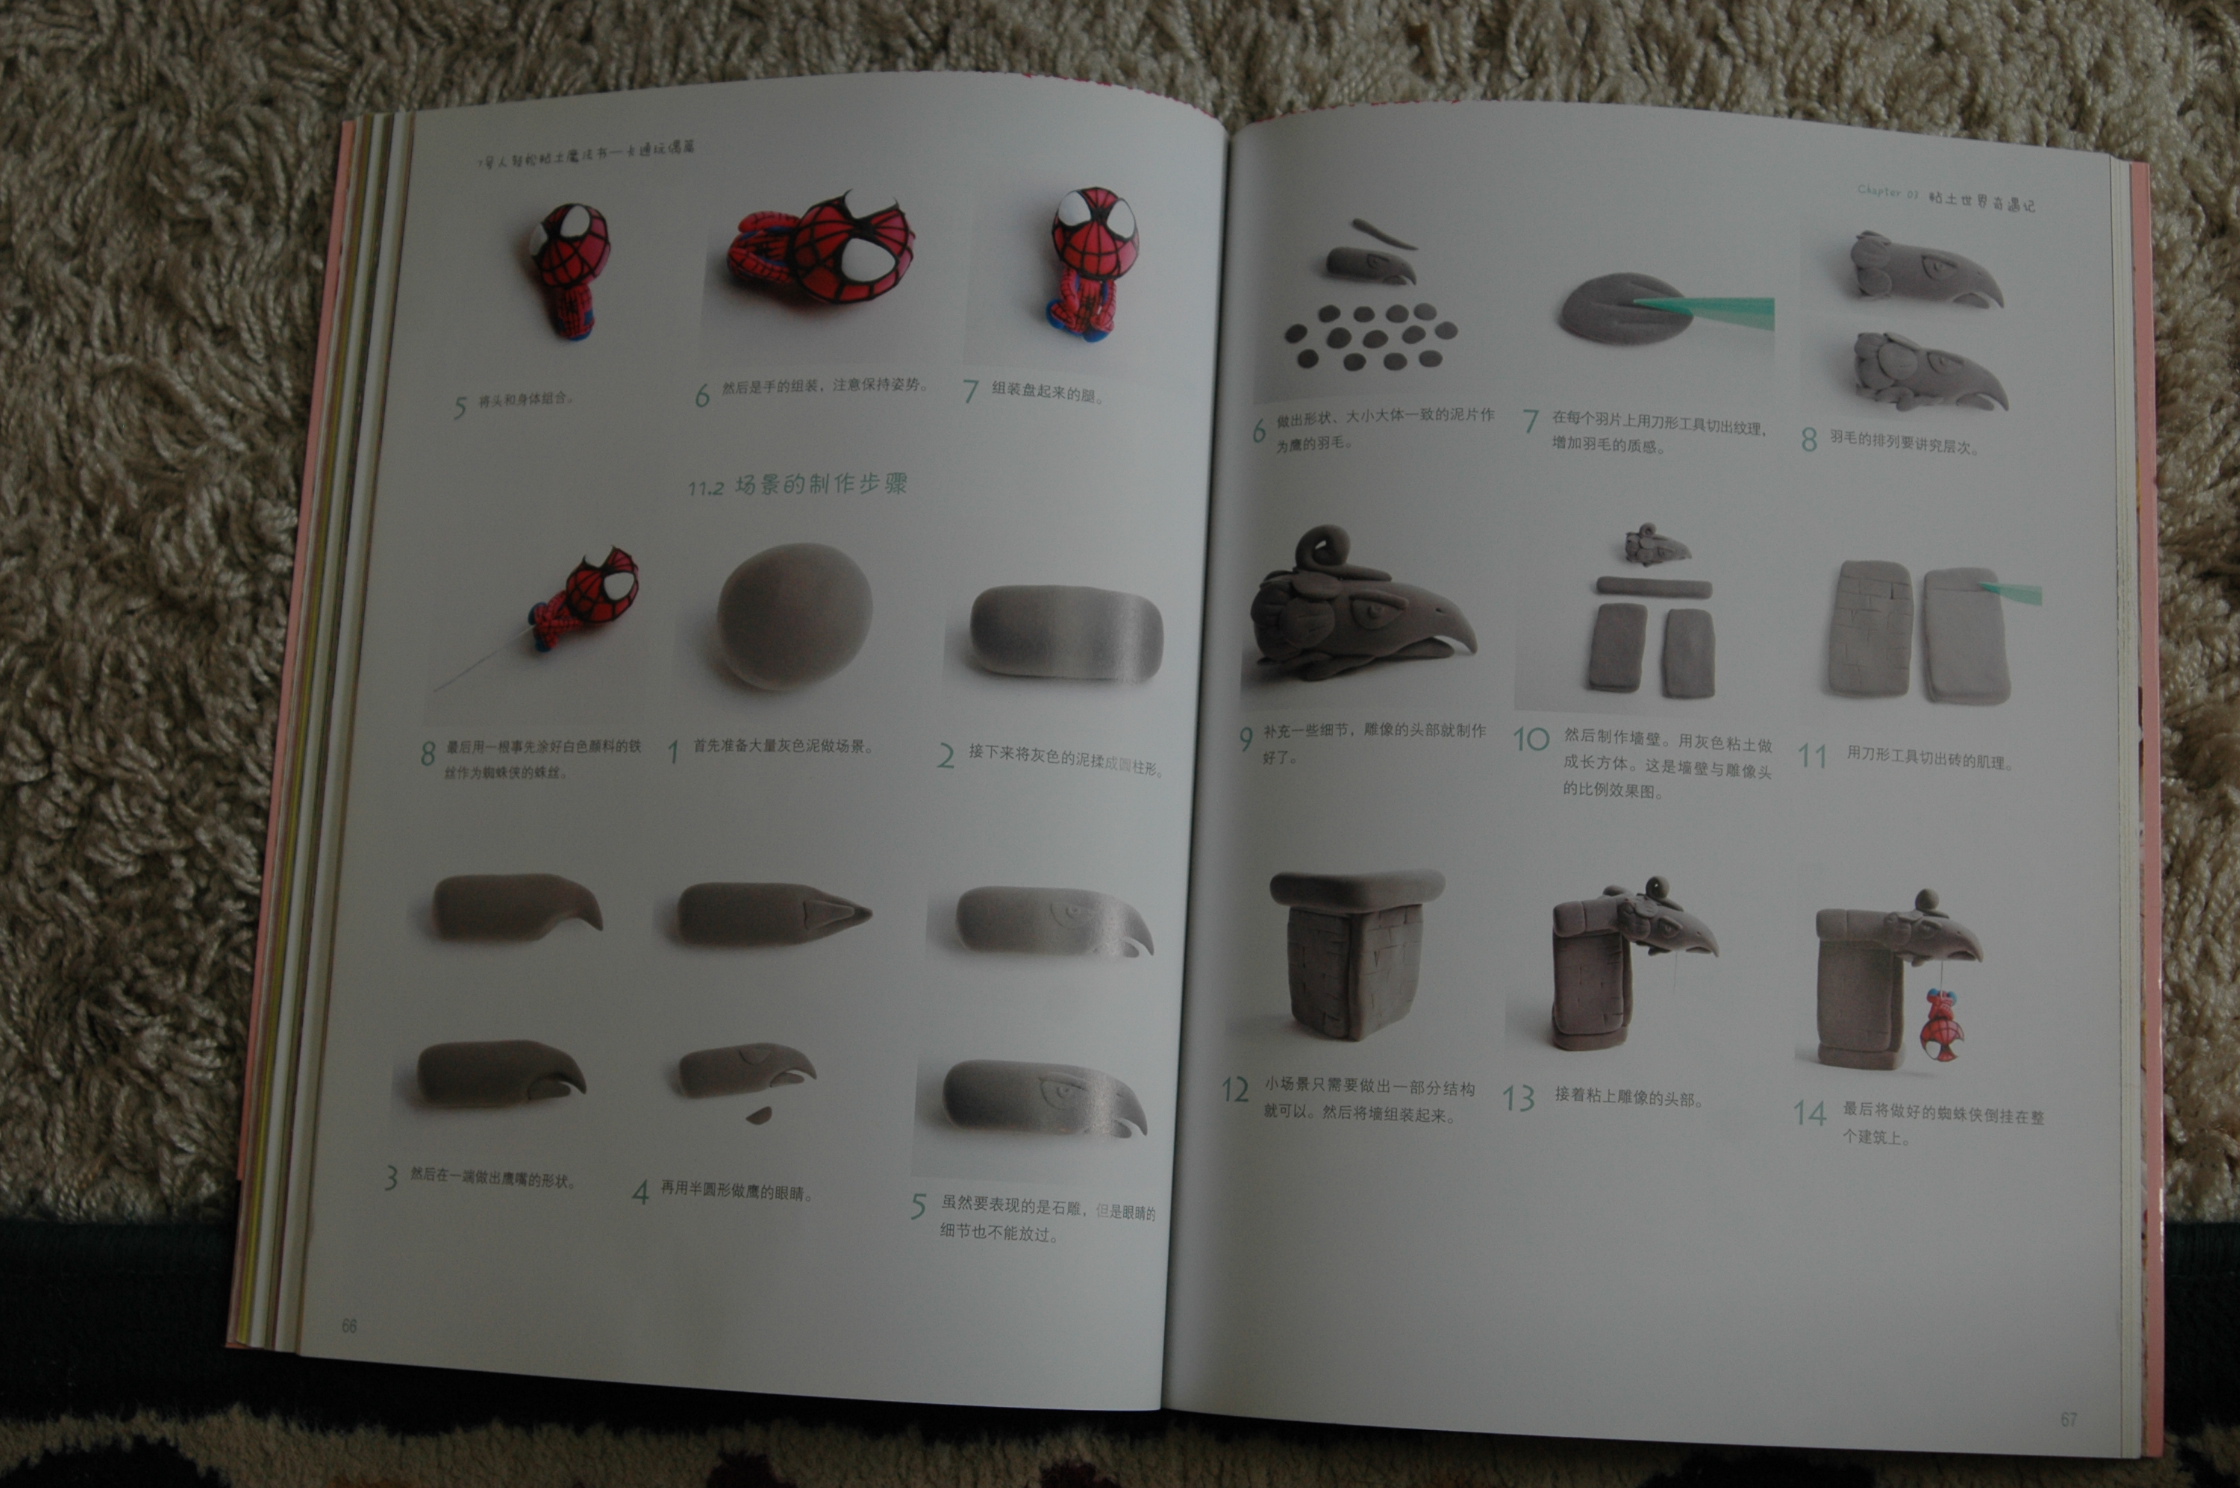 懒人轻松粘土魔法书——卡通玩偶篇
5 将头和身体组合。
6 然后是手的组装，注意保持姿势。
7 组装盘起来的腿。
8 最后用一根事先涂好白色颜料的铁
丝作为蜘蛛侠的蛛丝。
11.2 场景的制作步骤
1 首先准备大量灰色泥做场景。
2 接下来将灰色的泥揉成圆柱形。
3 然后在一端做出鹰嘴的形状。
4 再用半圆形做鹰的眼睛。
5 虽然要表现的是石雕，但是眼睛的
细节也不能放过。
66
Chapter 03 粘土世界奇遇记
6 做出形状、大小大体一致的泥片作
为鹰的羽毛。
7 在每个羽片上用刀形工具切出纹理，
增加羽毛的质感。
8 羽毛的排列要讲究层次。
9 补充一些细节，雕像的头部就制作
好了。
10 然后制作墙壁。用灰色粘土做
成长方体。这是墙壁与雕像头
的比例效果图。
11 用刀形工具切出砖的肌理。
12 小场景只需要做出一部分结构
就可以。然后将墙组装起来。
13 接着粘上雕像的头部。
14 最后将做好的蜘蛛侠倒挂在整
个建筑上。
67